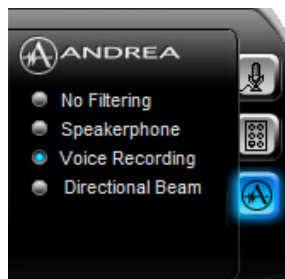 ANDREA
No Filtering
Speakerphone
Voice Recording
Directional Beam